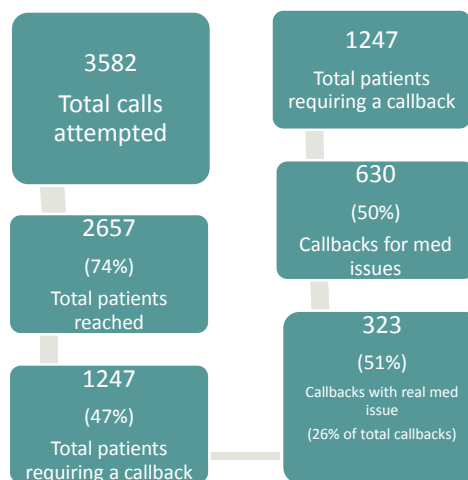 3582
Total calls
attempted
2657
(74%)
Total patients
reached
1247
(47%)
Total patients
requiring a callback
1247
Total patients
requiring a callback
630
(50%)
Callbacks for med
issues
323
(51%)
Callbacks with real med
issue
(26% of total callbacks)